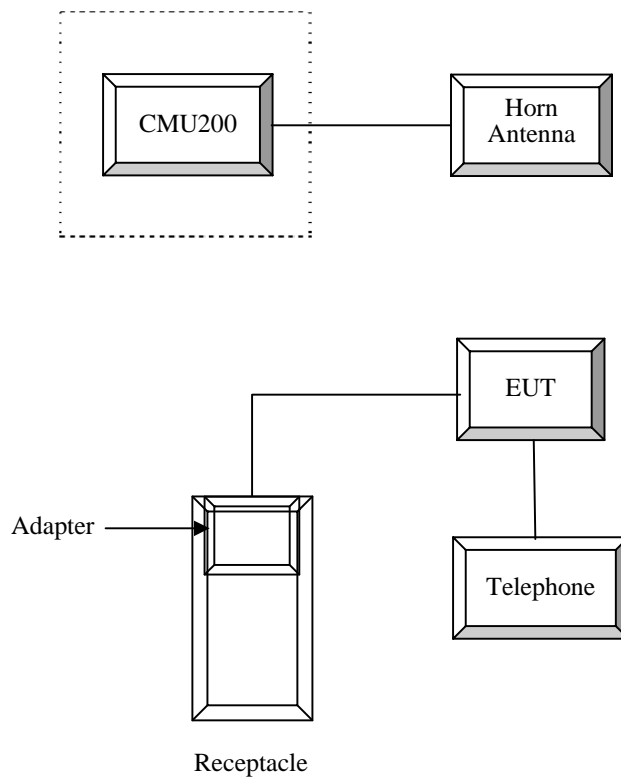 CMU200
Horn
Antenna
EUT
Adapter
Telephone
Receptacle